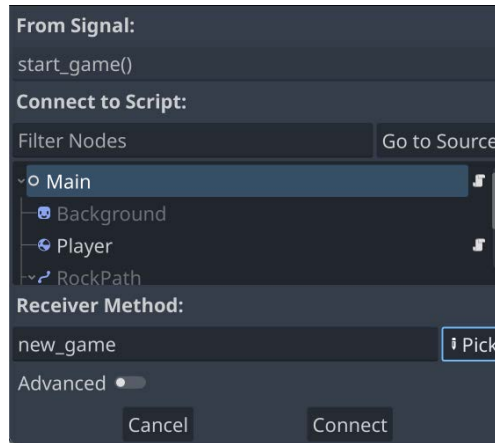 From Signal:
start_game()
Connect to Script:
Filter Nodes Go to Source
Main
Background
Player
RockPath
Receiver Method:
new_game Pick
Advanced
Cancel Connect